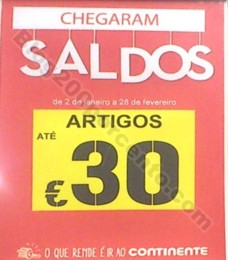 CHEGARAM
SALDOS
de 2 de janeiro a 28 de fevereiro
ARTIGOS
ATÉ
€30
O QUE RENDE É IR AO CONTINENTE